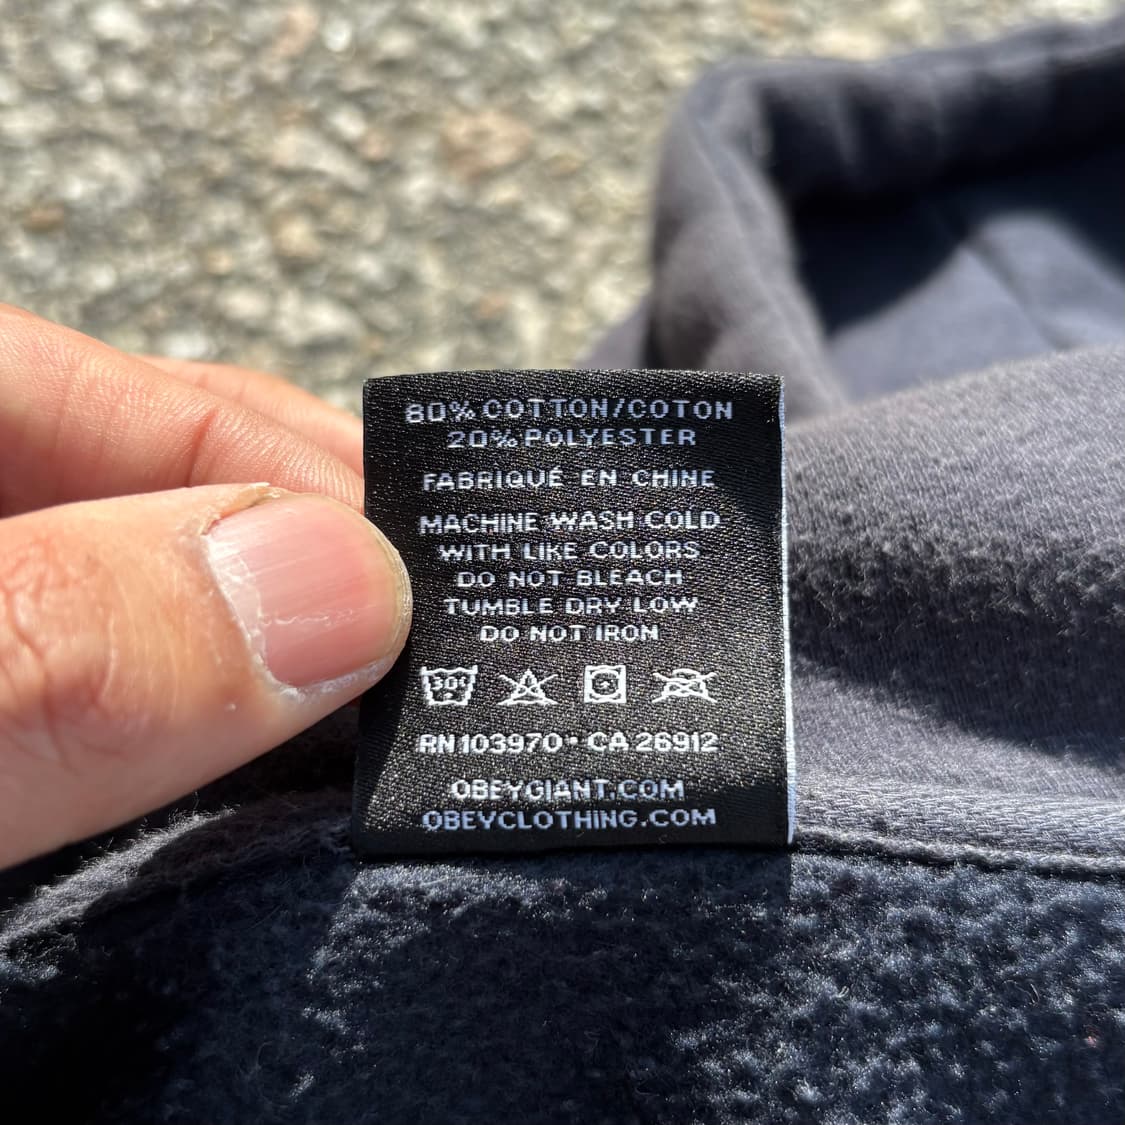 80% COTTON/COTON
20% POLYESTER
FABRIQUÉ EN CHINE
MACHINE WASH COLD
WITH LIKE COLORS
DO NOT BLEACH
TUMBLE DRY LOW
DO NOT IRON
30°
RN 103970 • CA 26912
OBEYGIANT.COM
OBEYCLOTHING.COM